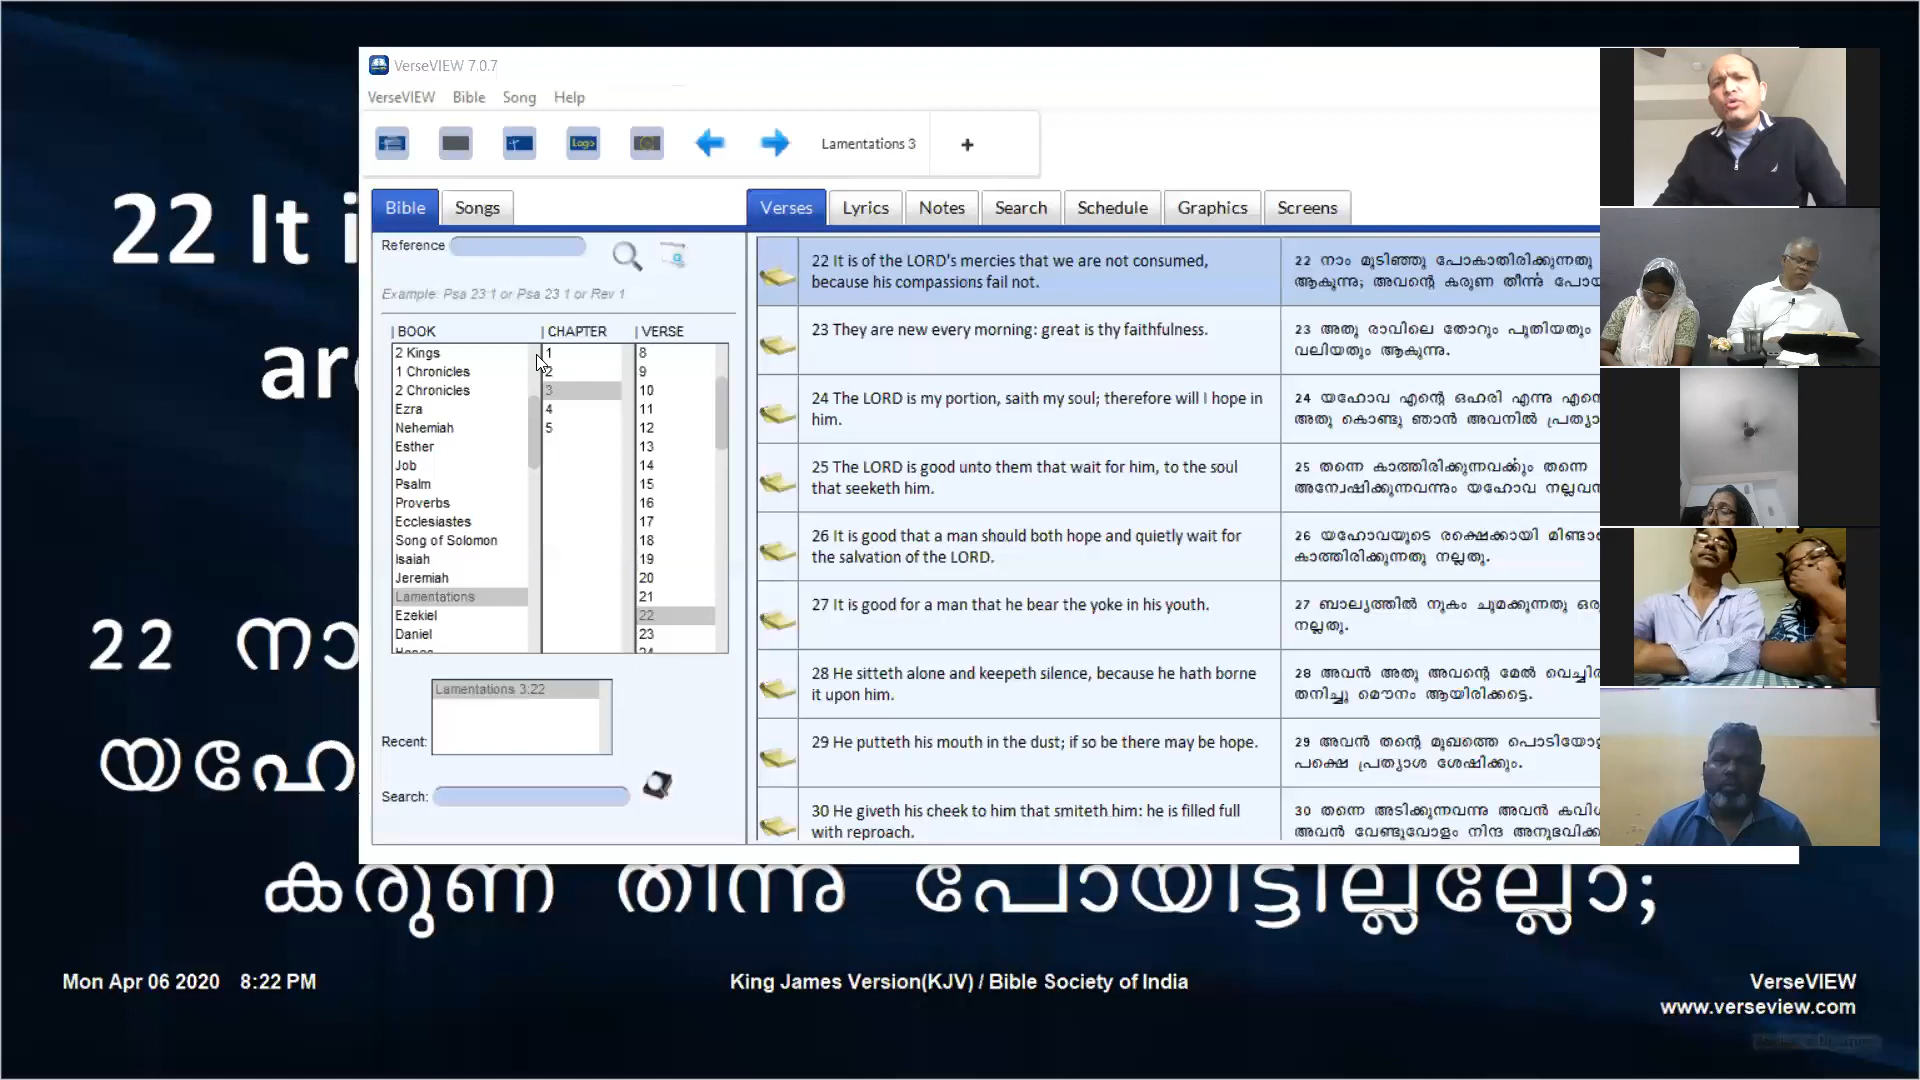 VerseVIEW 7.0.7
VerseVIEW Bible Song Help
Logo
Lamentations 3
+
Bible Songs
Verses Lyrics Notes Search Schedule Graphics Screens
Reference
Example: Psa 23:1 or Psa 23 1 or Rev 1
| BOOK | CHAPTER | VERSE
2 Kings 1 8
1 Chronicles 2 9
2 Chronicles 3 10
Ezra 4 11
Nehemiah 5 12
Esther 13
Job 14
Psalm 15
Proverbs 16
Ecclesiastes 17
Song of Solomon 18
Isaiah 19
Jeremiah 20
Lamentations 21
Ezekiel 22
Daniel 23
Hosea 24
Lamentations 3:22
Recent:
Search:
22 It is of the LORD's mercies that we are not consumed,
because his compassions fail not.
22 നാം മുടിഞ്ഞു പോകാതിരിക്കുന്നതു
ആകുന്നു; അവന്റെ കരുണ തീർന്നു
23 They are new every morning: great is thy faithfulness.
23 അതു രാവിലെ തോറും പുതിയതും
വലിയതും ആകുന്നു.
24 The LORD is my portion, saith my soul; therefore will I hope in
him.
24 യഹോവ എന്റെ ഓഹരി എന്നു
അതു കൊണ്ടു ഞാൻ അവനിൽ
25 The LORD is good unto them that wait for him, to the soul
that seeketh him.
25 തന്നെ കാത്തിരിക്കുന്നവർക്കും തന്നെ
അന്വേഷിക്കുന്നവന്നും യഹോവ
26 It is good that a man should both hope and quietly wait for
the salvation of the LORD.
26 യഹോവയുടെ രക്ഷെക്കായി
കാത്തിരിക്കുന്നതു നല്ലതു.
27 It is good for a man that he bear the yoke in his youth.
27 ബാല്യത്തിൽ നുകം ചുമക്കുന്നതു
നല്ലതു.
28 He sitteth alone and keepeth silence, because he hath borne
it upon him.
28 അവൻ അതു അവന്റെ മേൽ
തനിച്ചു മൌനം ആയിരിക്കട്ടെ.
29 He putteth his mouth in the dust; if so be there may be hope.
29 അവൻ തന്റെ മുഖത്തെ
പക്ഷെ പ്രത്യാശ ശേഷിക്കും.
30 He giveth his cheek to him that smiteth him: he is filled full
with reproach.
30 തന്നെ അടിക്കുന്നവന്നു അവൻ
അവൻ വേണ്ടുവോളം നിന്ദ
22 It
22
കരുണ തീർന്നു പോയിട്ടില്ലല്ലോ;
Mon Apr 06 2020 8:22 PM
King James Version(KJV) / Bible Society of India
VerseVIEW
www.verseview.com